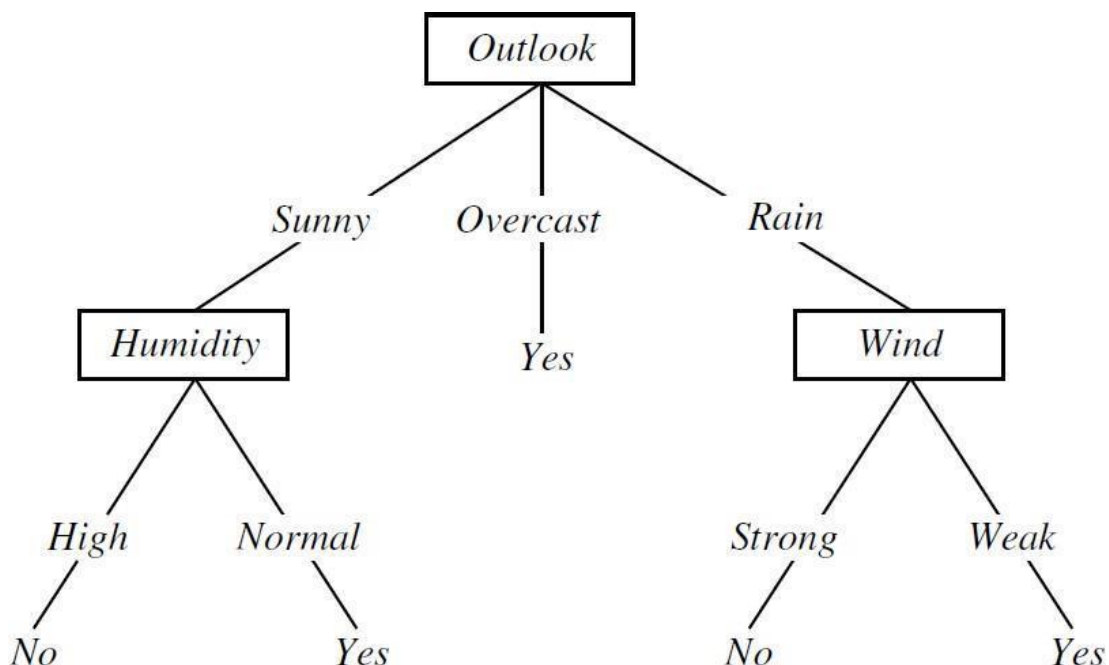 Outlook
Sunny Overcast Rain
Humidity Yes Wind
High Normal Strong Weak
No Yes No Yes